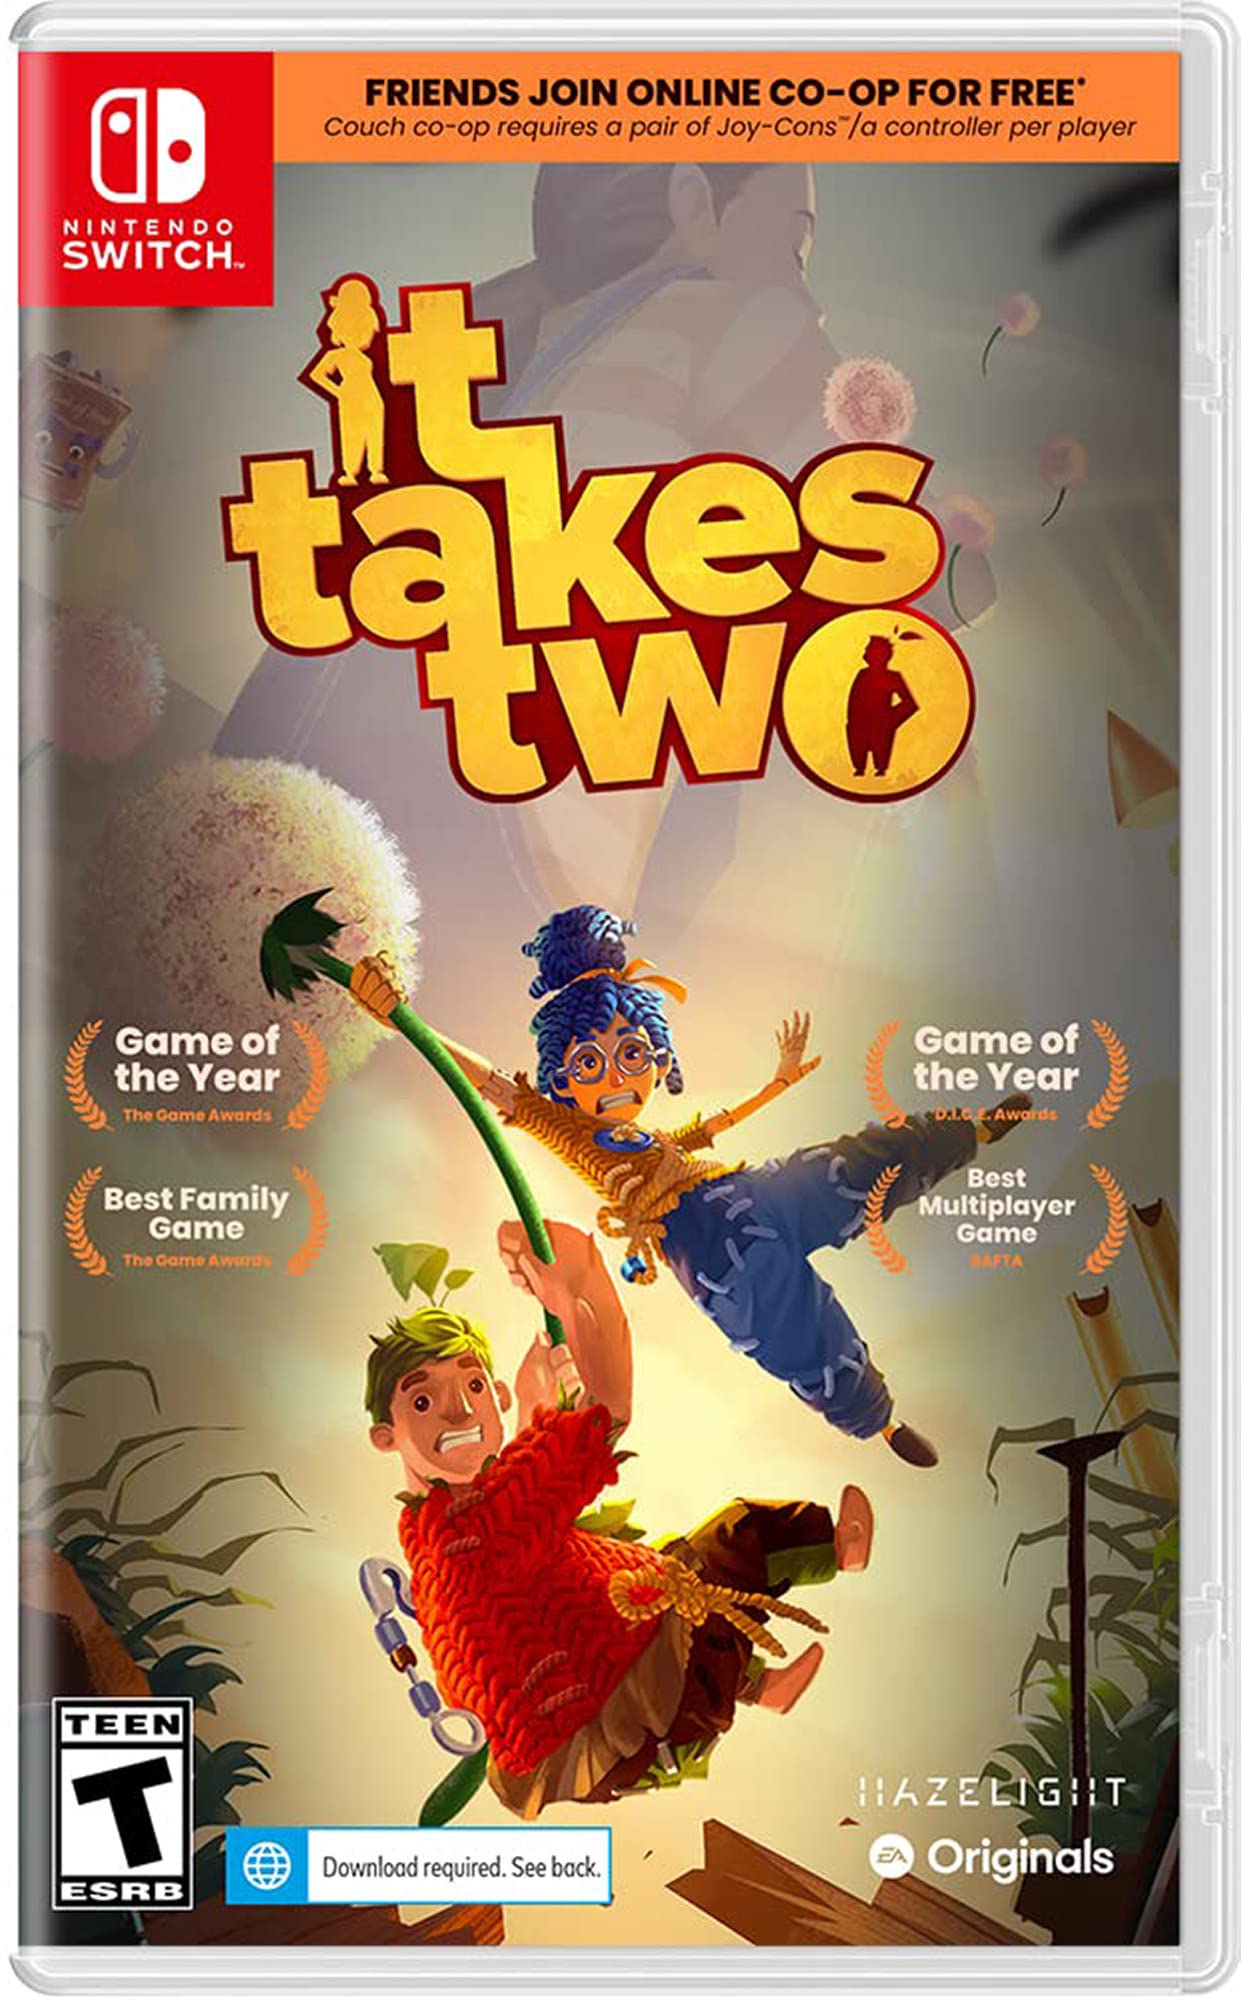 FRIENDS JOIN ONLINE CO-OP FOR FREE*
Couch co-op requires a pair of Joy-Cons™/a controller per player
NINTENDO
SWITCH™
it
takes
two
Game of
the Year
The Game Awards
Game of
the Year
D.I.C.E. Awards
Best Family
Game
The Game Awards
Best
Multiplayer
Game
BAFTA
TEEN
T
ESRB
Download required. See back.
HAZELIGHT
EA Originals